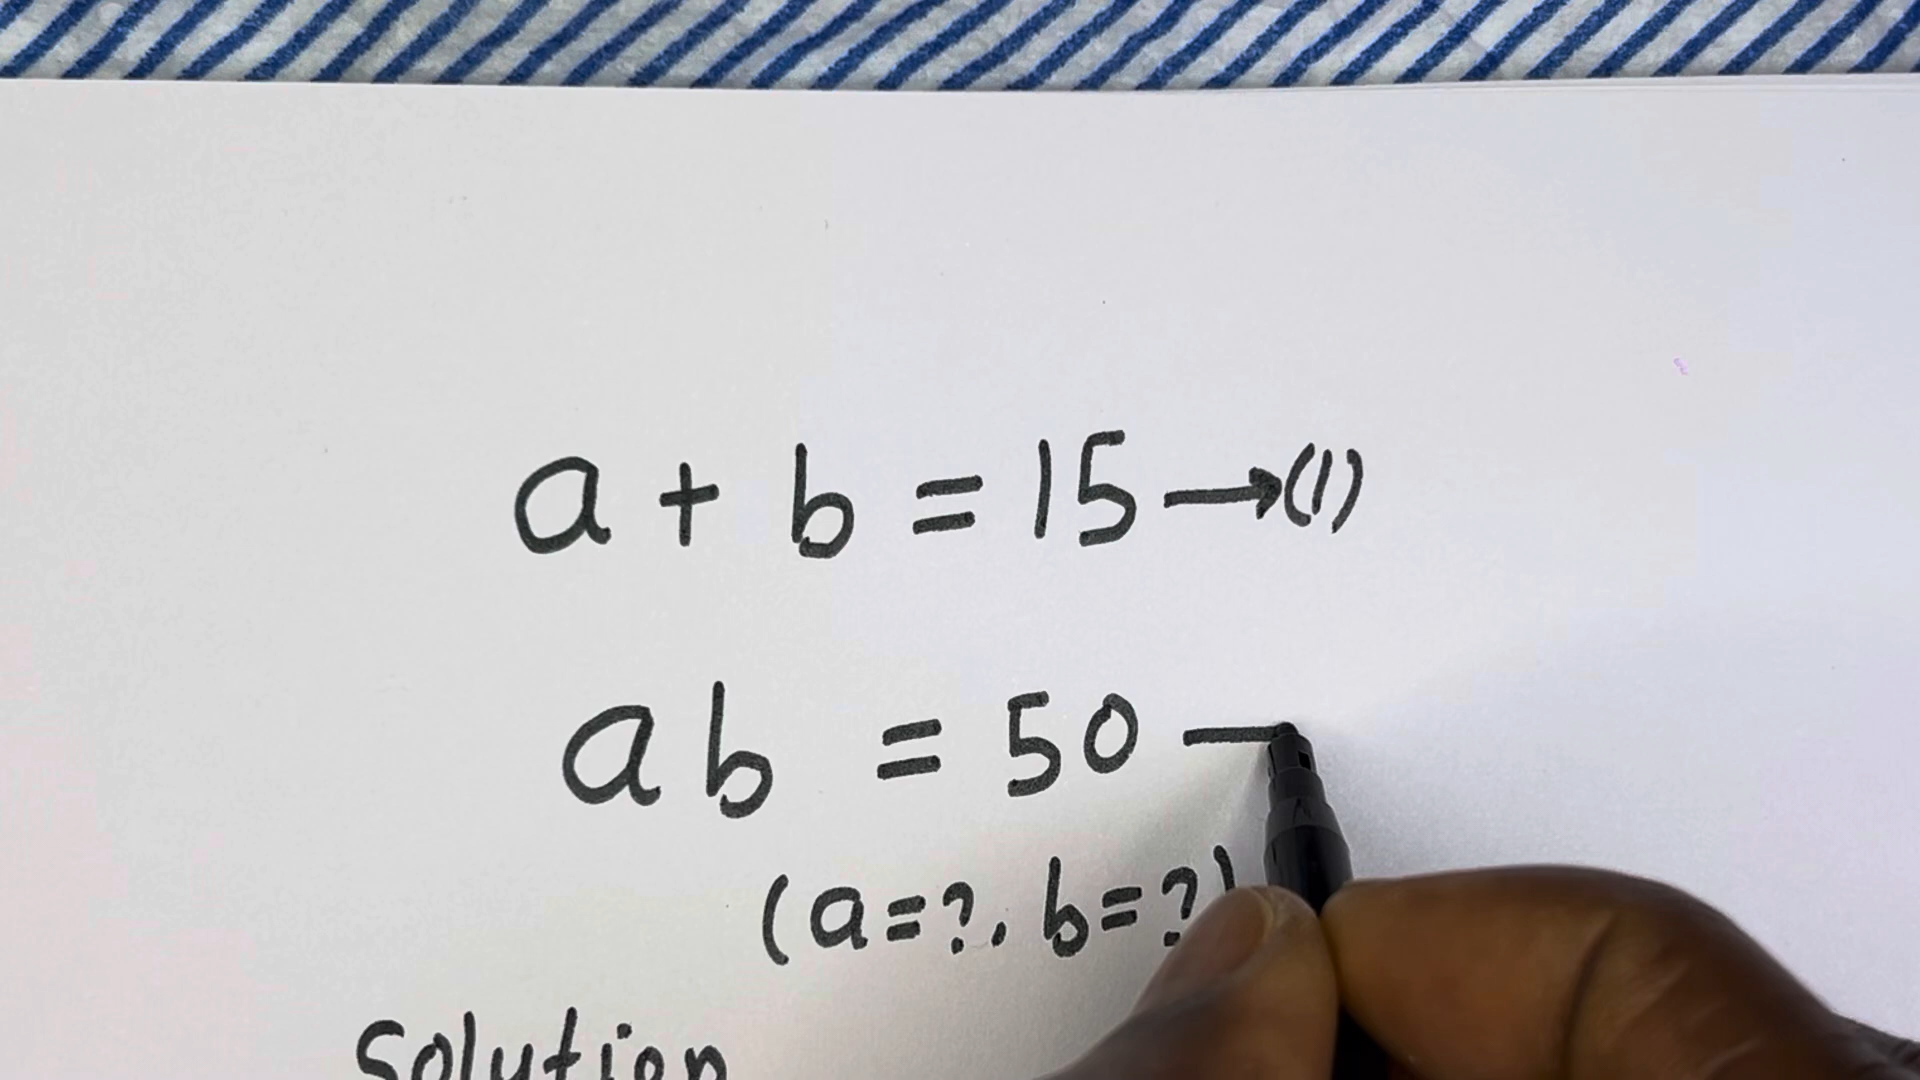 a + b = 15 →(1)
ab = 50 —
(a=?, b=?)
Solution